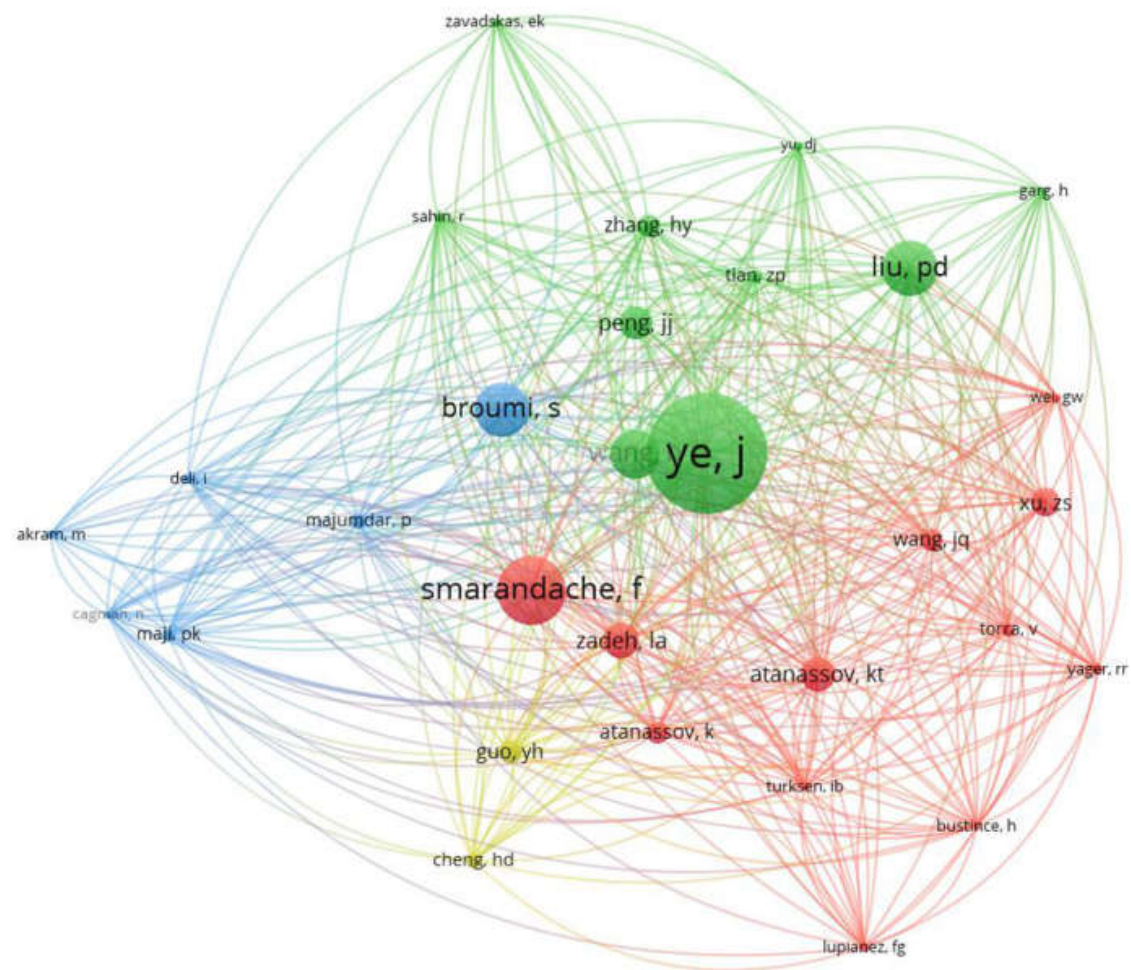 zavadskas, ek
yu, dj
garg, h
sahin, r
zhang, hy
liu, pd
tian, zp
peng, jj
wei, gw
broumi, s
wang,
ye, j
deli, i
xu, zs
majumdar, p
akram, m
wang, jq
smarandache, f
cagman, n
maji, pk
zadeh, la
torra, v
atanassov, kt
yager, rr
atanassov, k
guo, yh
turksen, ib
bustince, h
cheng, hd
lupianez, fg